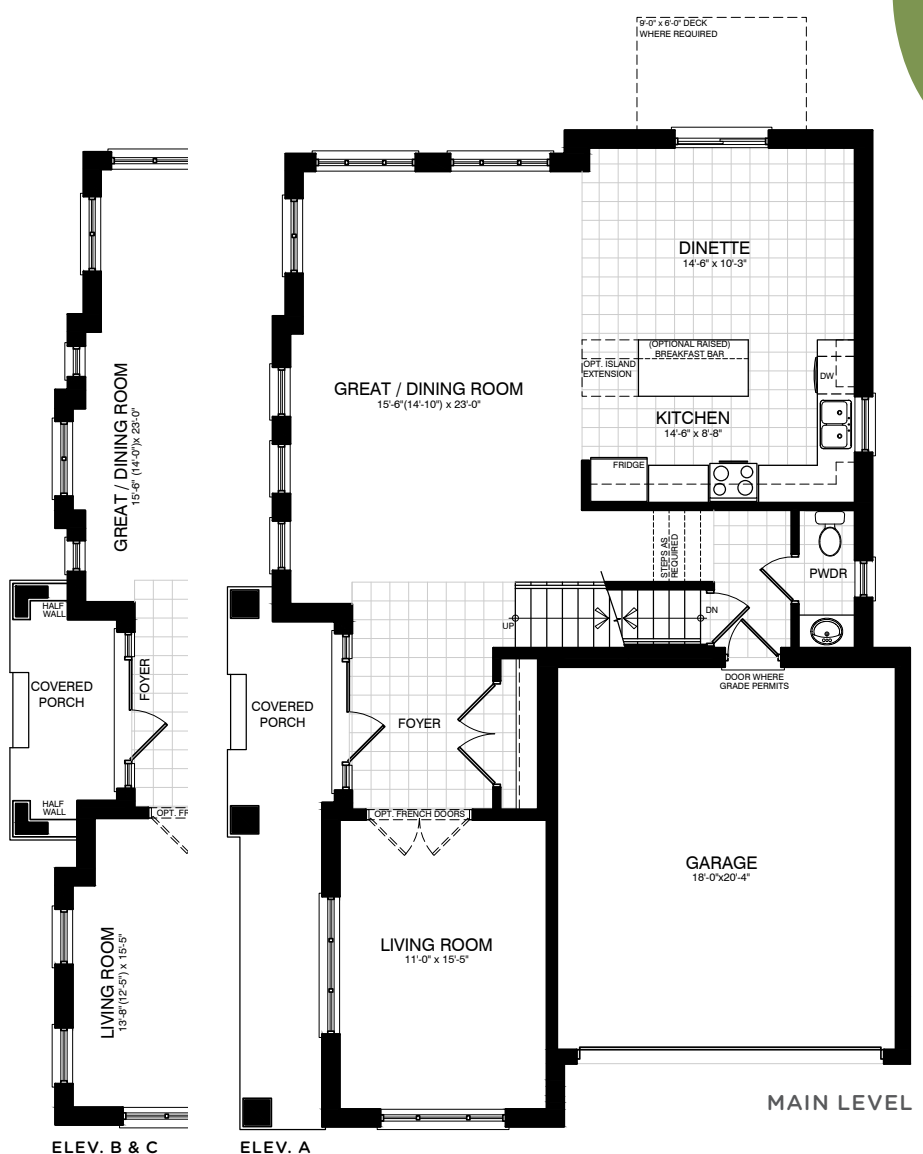 9'-0" x 6'-0" DECK
WHERE REQUIRED
DINETTE
14'-6" x 10'-3"
(OPTIONAL RAISED)
BREAKFAST BAR
OPT. ISLAND
EXTENSION
DW
GREAT / DINING ROOM
15'-6"(14'-10") x 23'-0"
KITCHEN
14'-6" x 8'-8"
FRIDGE
GREAT / DINING ROOM
15'-6" (14'-0")x 23'-0"
STEPS AS
REQUIRED
PWDR
UP
DN
HALF
WALL
COVERED
PORCH
FOYER
HALF
WALL
OPT. FR
COVERED
PORCH
FOYER
DOOR WHERE
GRADE PERMITS
OPT. FRENCH DOORS
GARAGE
18'-0"x20'-4"
LIVING ROOM
13'-8"(12'-5") x 15'-5"
LIVING ROOM
11'-0" x 15'-5"
MAIN LEVEL
ELEV. B & C
ELEV. A